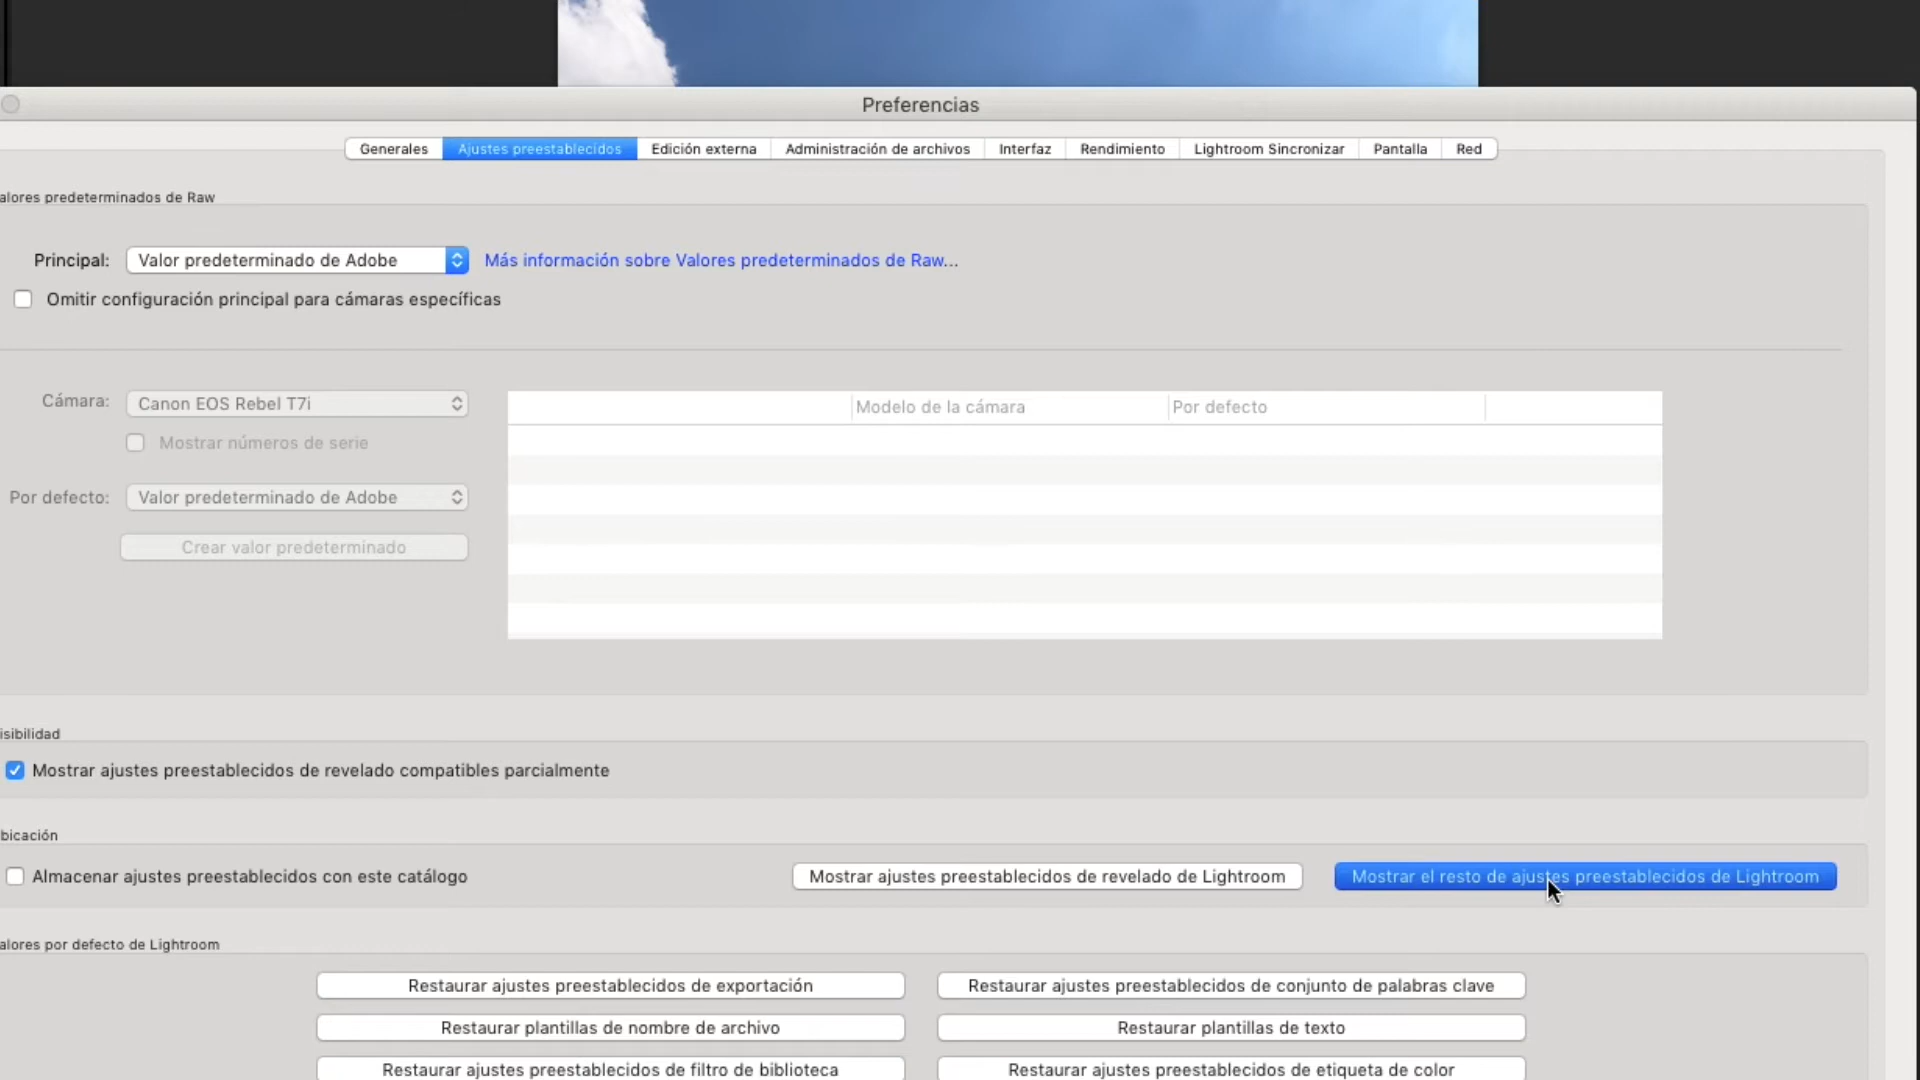 Preferencias
Generales Ajustes preestablecidos Edición externa Administración de archivos Interfaz Rendimiento Lightroom Sincronizar Pantalla Red
alores predeterminados de Raw
Principal: Valor predeterminado de Adobe Más información sobre Valores predeterminados de Raw...
Omitir configuración principal para cámaras específicas
Cámara: Canon EOS Rebel T7i Modelo de la cámara Por defecto
Mostrar números de serie
Por defecto: Valor predeterminado de Adobe
Crear valor predeterminado
isibilidad
Mostrar ajustes preestablecidos de revelado compatibles parcialmente
bicación
Almacenar ajustes preestablecidos con este catálogo Mostrar ajustes preestablecidos de revelado de Lightroom Mostrar el resto de ajustes preestablecidos de Lightroom
alores por defecto de Lightroom
Restaurar ajustes preestablecidos de exportación Restaurar ajustes preestablecidos de conjunto de palabras clave
Restaurar plantillas de nombre de archivo Restaurar plantillas de texto
Restaurar ajustes preestablecidos de filtro de biblioteca Restaurar ajustes preestablecidos de etiqueta de color